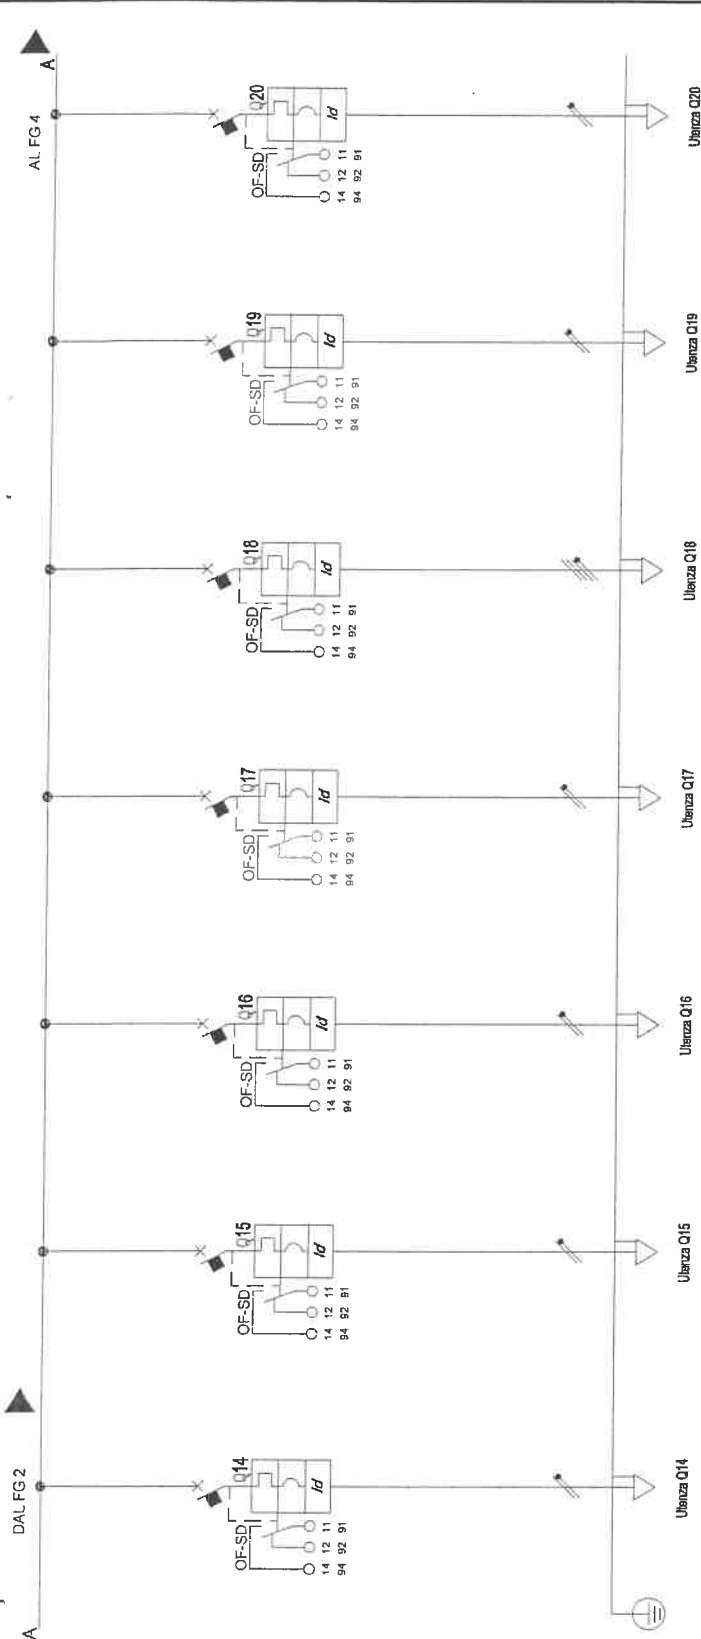 DAL FG 2
AL FG 4
A
A
Q14
Id
OF-SD
14 12 11
94 92 91
Utenza Q14
Q15
Id
OF-SD
14 12 11
94 92 91
Utenza Q15
Q16
Id
OF-SD
14 12 11
94 92 91
Utenza Q16
Q17
Id
OF-SD
14 12 11
94 92 91
Utenza Q17
Q18
Id
OF-SD
14 12 11
94 92 91
Utenza Q18
Q19
Id
OF-SD
14 12 11
94 92 91
Utenza Q19
Q20
Id
OF-SD
14 12 11
94 92 91
Utenza Q20